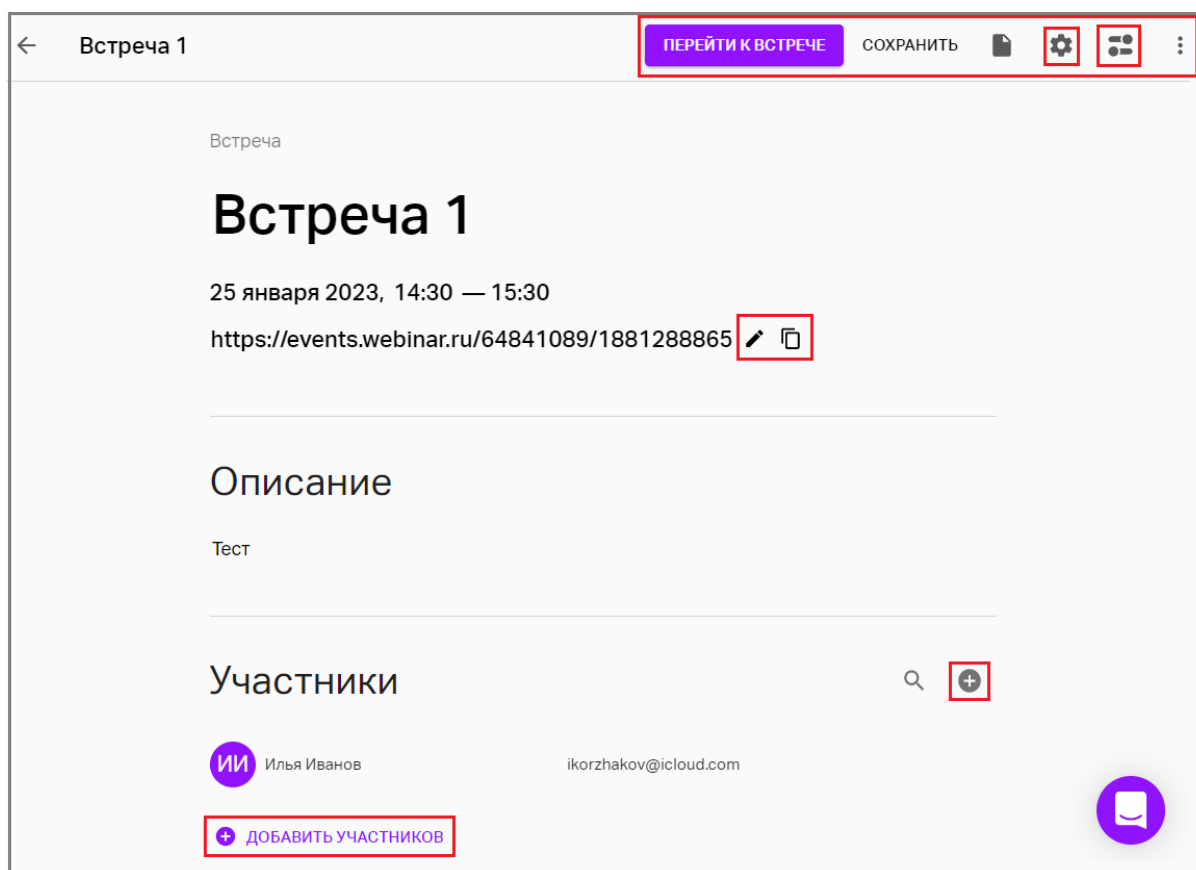 Встреча 1
ПЕРЕЙТИ К ВСТРЕЧЕ СОХРАНИТЬ
Встреча
Встреча 1
25 января 2023, 14:30 — 15:30
https://events.webinar.ru/64841089/1881288865
Описание
Тест
Участники
ИИ Илья Иванов ikorzhakov@icloud.com
ДОБАВИТЬ УЧАСТНИКОВ